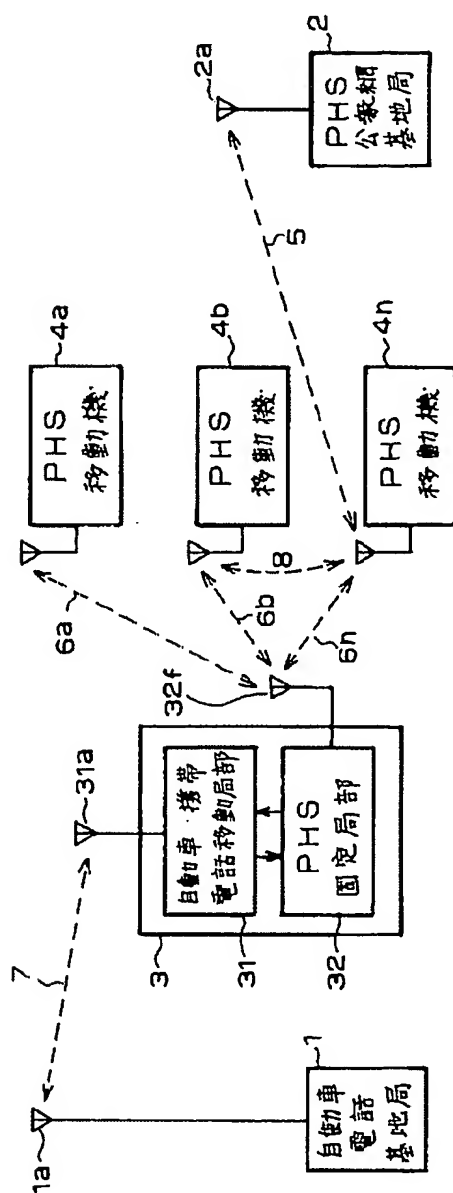 7
1a
31a
6a
4a
PHS
移動機
3
自動車・携帯
電話移動局部
31
32f
6b
8
4b
PHS
移動機
PHS
固定局部
32
6n
4n
PHS
移動機
5
2a
2
PHS
公衆網
基地局
1
自動車
電話
基地局